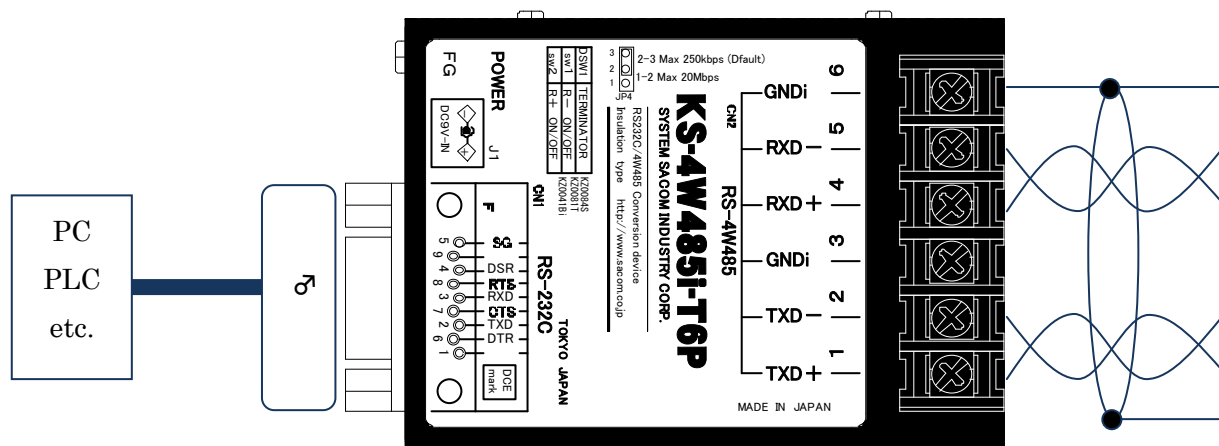 PC
PLC
etc.
♂
FG
POWER
DC9V-IN
J1
DSW1 TERMINATOR
sw1 R− ON/OFF
sw2 R+ ON/OFF
KZ0084S
KZ0081T
KZ0041Bi
3 2-3 Max 250kbps (Dfault)
2
1 1-2 Max 20Mbps
JP4
RS232C/4W485 Conversion device
Insulation type http://www.sacom.co.jp
KS-4W485i-T6P
SYSTEM SACOM INDUSTRY CORP.
CN1
RS-232C
F
5 SG
9
4 DSR
8 RTS
3 RXD
7 CTS
2 TXD
6 DTR
1
DCE
mark
TOKYO JAPAN
CN2
RS-4W485
GNDi 6
RXD− 5
RXD+ 4
GNDi 3
TXD− 2
TXD+ 1
MADE IN JAPAN